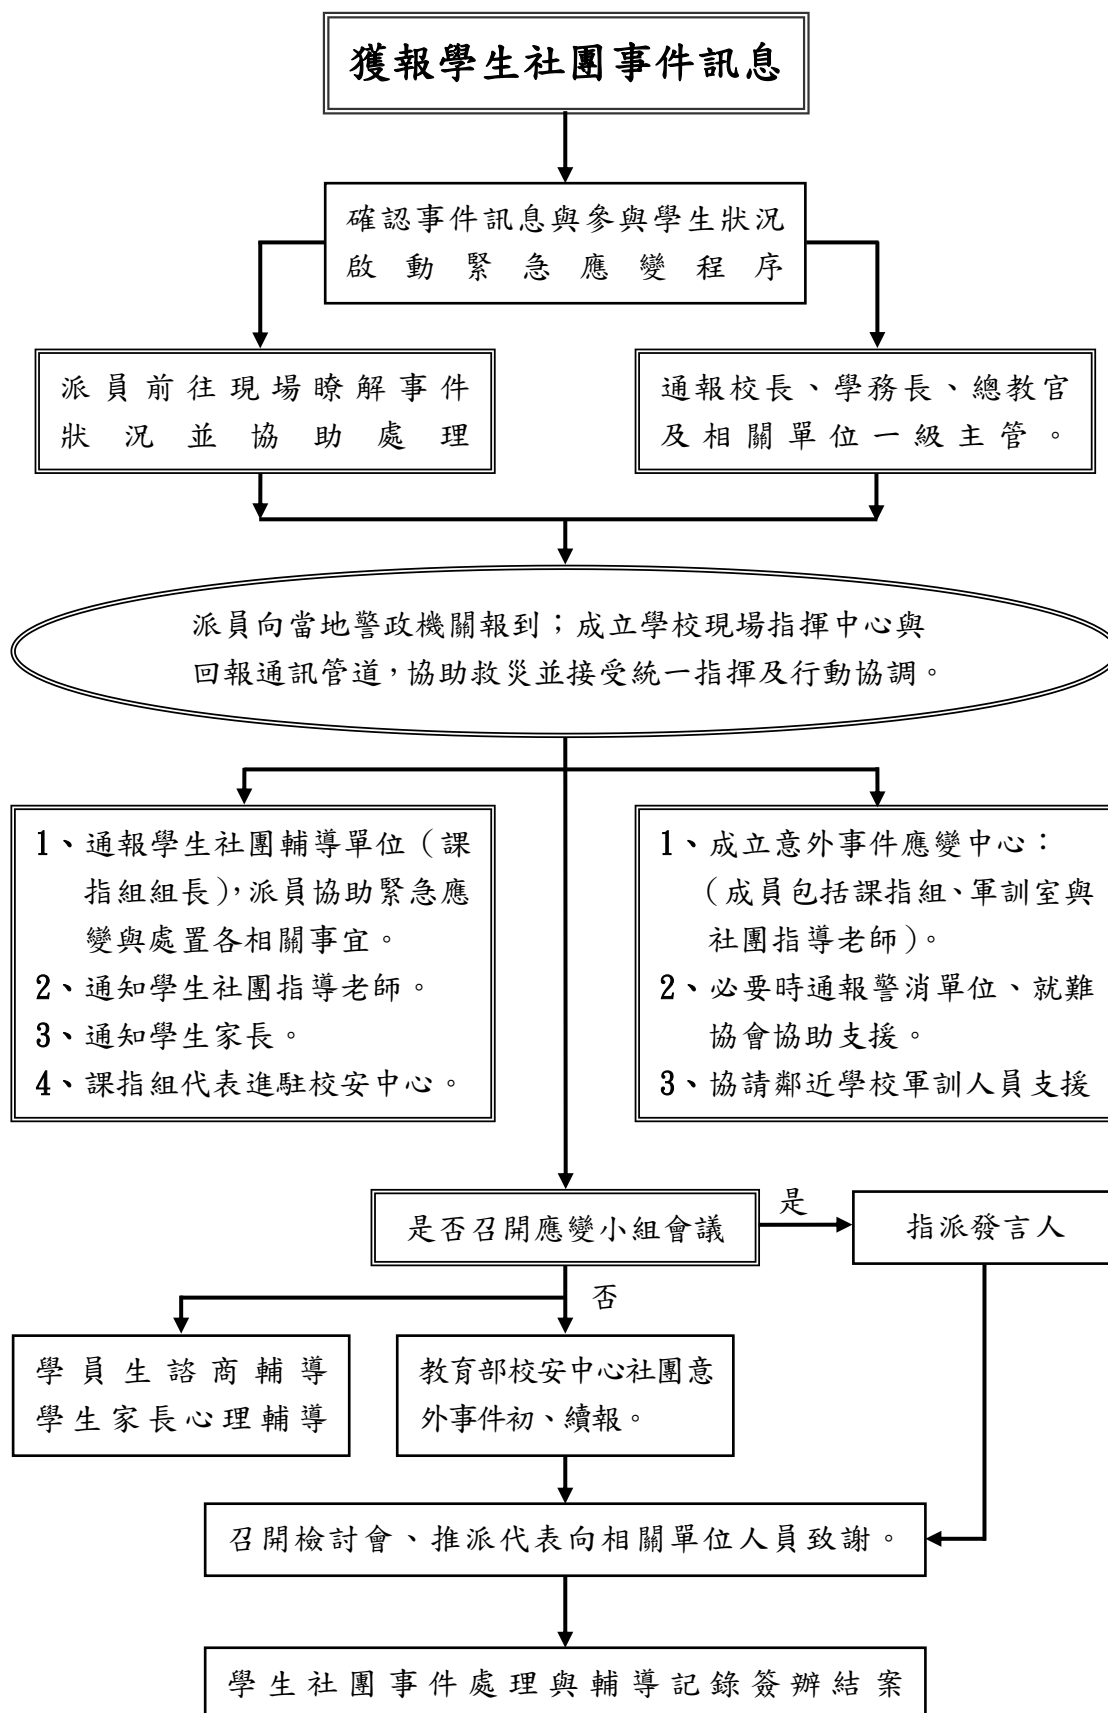 獲報學生社團事件訊息
確認事件訊息與參與學生狀況
啟動緊急應變程序
派員前往現場瞭解事件
狀況並協助處理
通報校長、學務長、總教官
及相關單位一級主管。
派員向當地警政機關報到；成立學校現場指揮中心與
回報通訊管道，協助救災並接受統一指揮及行動協調。
1、通報學生社團輔導單位（課
指組組長），派員協助緊急應
變與處置各相關事宜。
2、通知學生社團指導老師。
3、通知學生家長。
4、課指組代表進駐校安中心。
1、成立意外事件應變中心：
（成員包括課指組、軍訓室與
社團指導老師）。
2、必要時通報警消單位、就難
協會協助支援。
3、協請鄰近學校軍訓人員支援
是否召開應變小組會議
是
指派發言人
否
學員生諮商輔導
學生家長心理輔導
教育部校安中心社團意
外事件初、續報。
召開檢討會、推派代表向相關單位人員致謝。
學生社團事件處理與輔導記錄簽辦結案